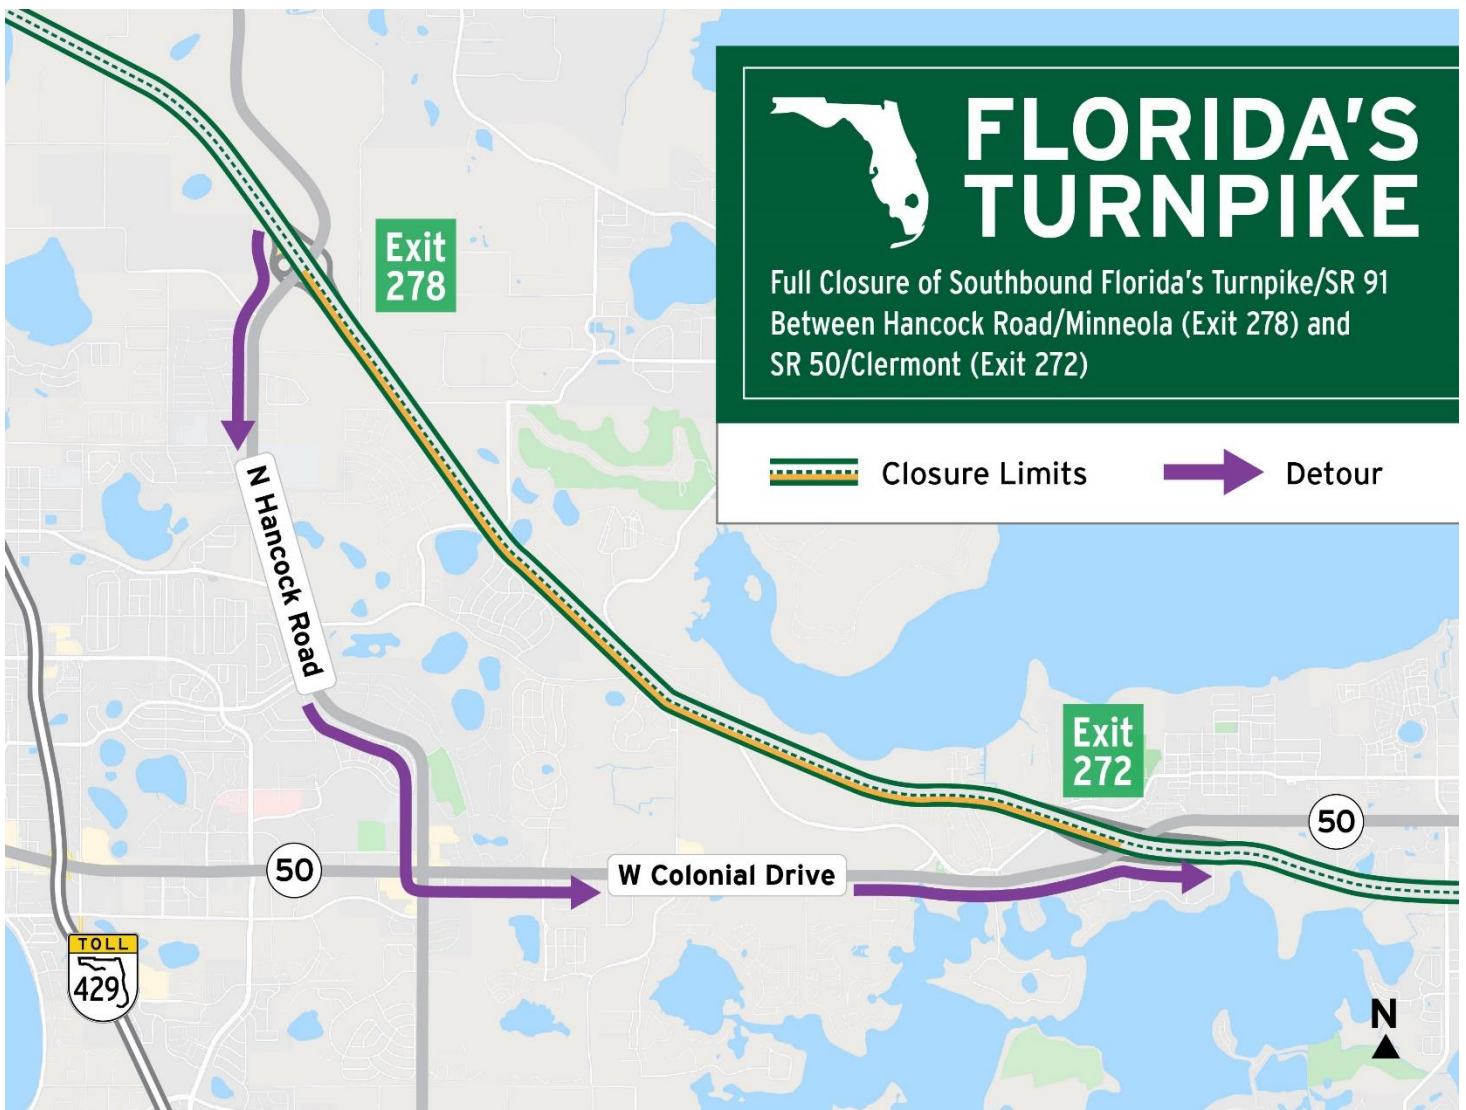 FLORIDA'S
TURNPIKE
Full Closure of Southbound Florida's Turnpike/SR 91
Between Hancock Road/Minneola (Exit 278) and
SR 50/Clermont (Exit 272)
Closure Limits
Detour
Exit
278
N Hancock Road
Exit
272
50
W Colonial Drive
50
TOLL
429
N